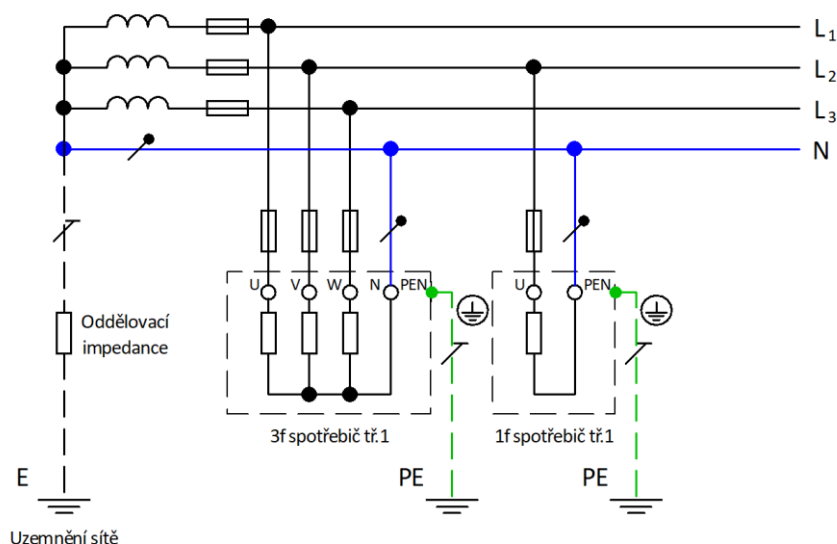 L1
L2
L3
N
U
V
W
N
PEN
U
PEN
Oddělovací
impedance
3f spotřebič tř.1
1f spotřebič tř.1
E
PE
PE
Uzemnění sítě